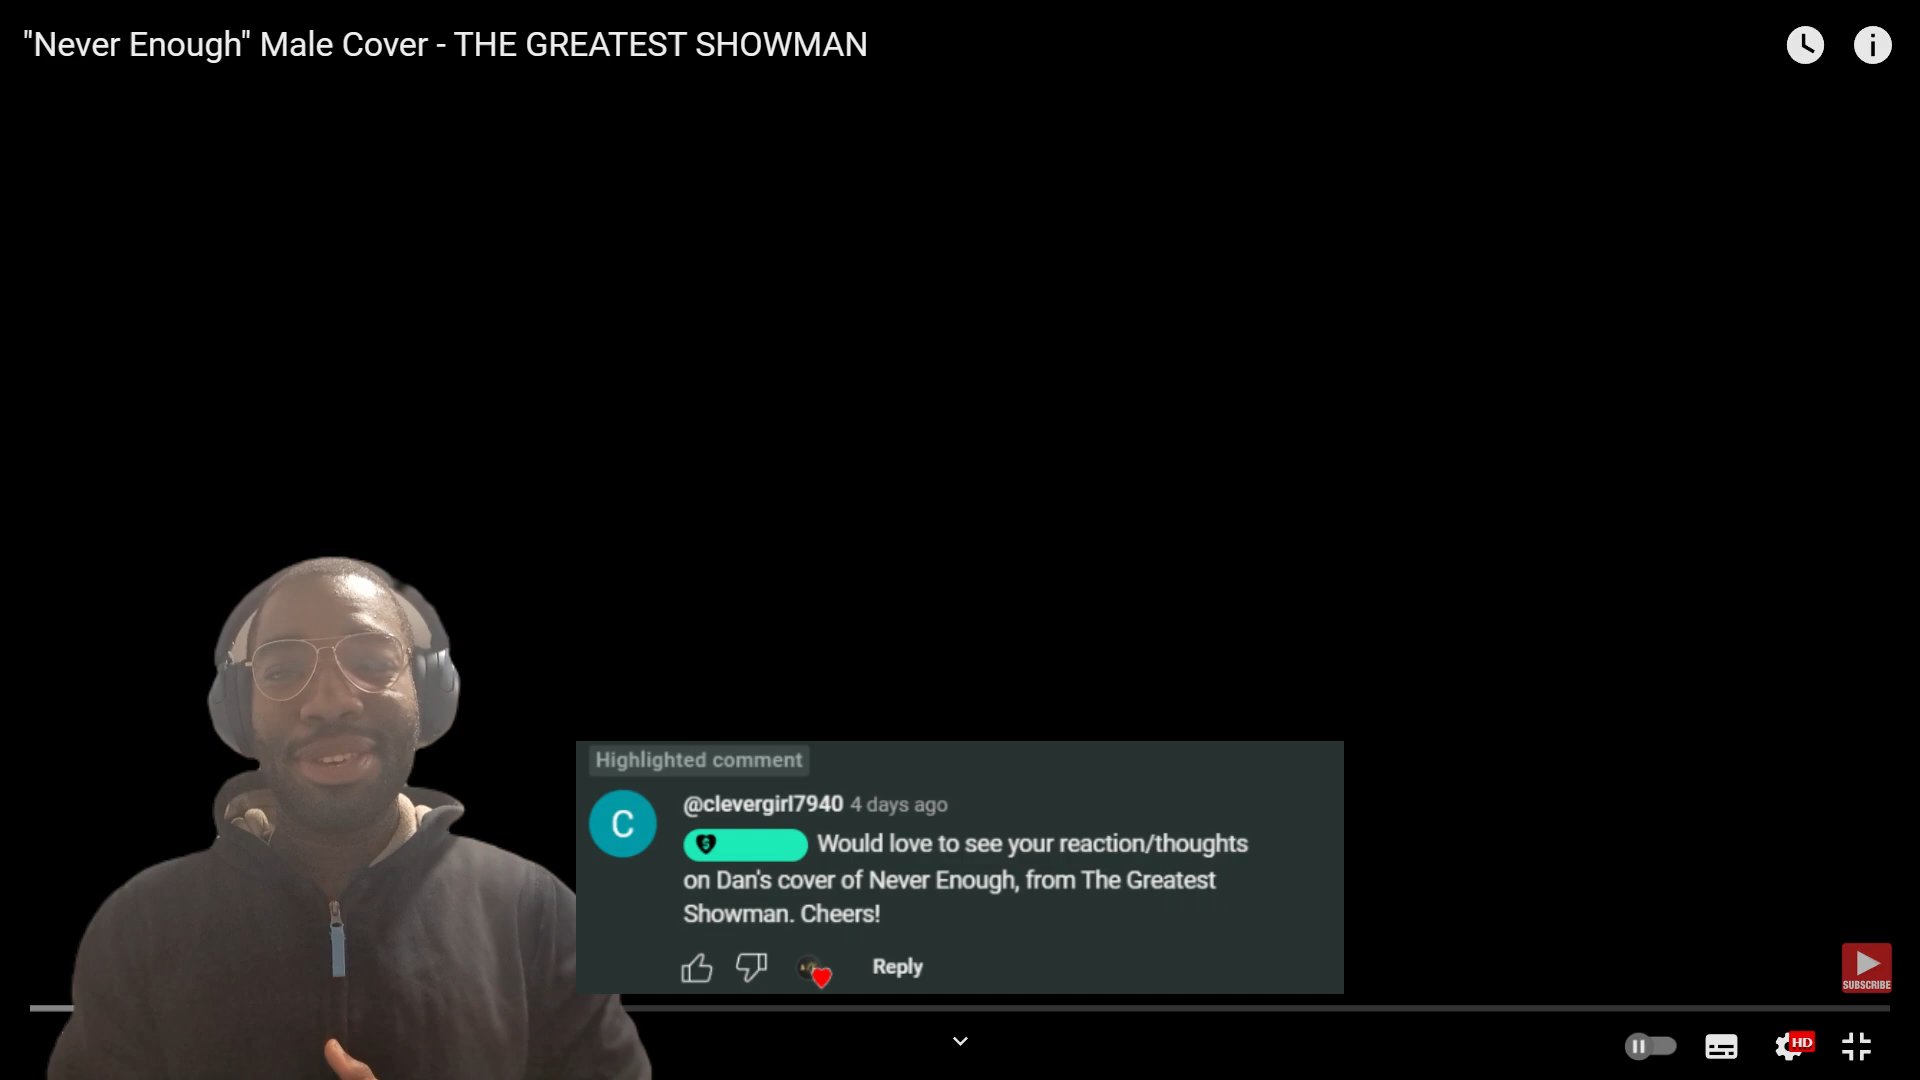 "Never Enough" Male Cover - THE GREATEST SHOWMAN
Highlighted comment
C
@clevergirl7940 4 days ago
Would love to see your reaction/thoughts
on Dan's cover of Never Enough, from The Greatest
Showman. Cheers!
Reply
SUBSCRIBE
HD